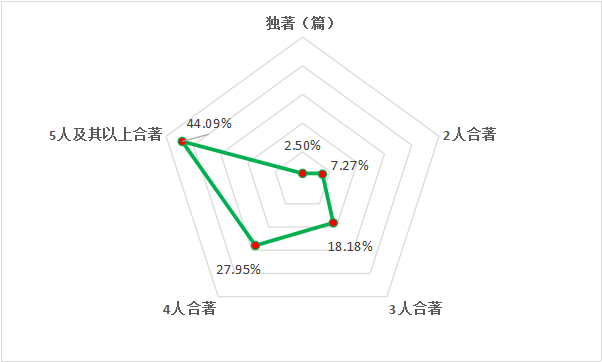 独著（篇）
2.50%
2人合著
7.27%
3人合著
18.18%
4人合著
27.95%
5人及其以上合著
44.09%